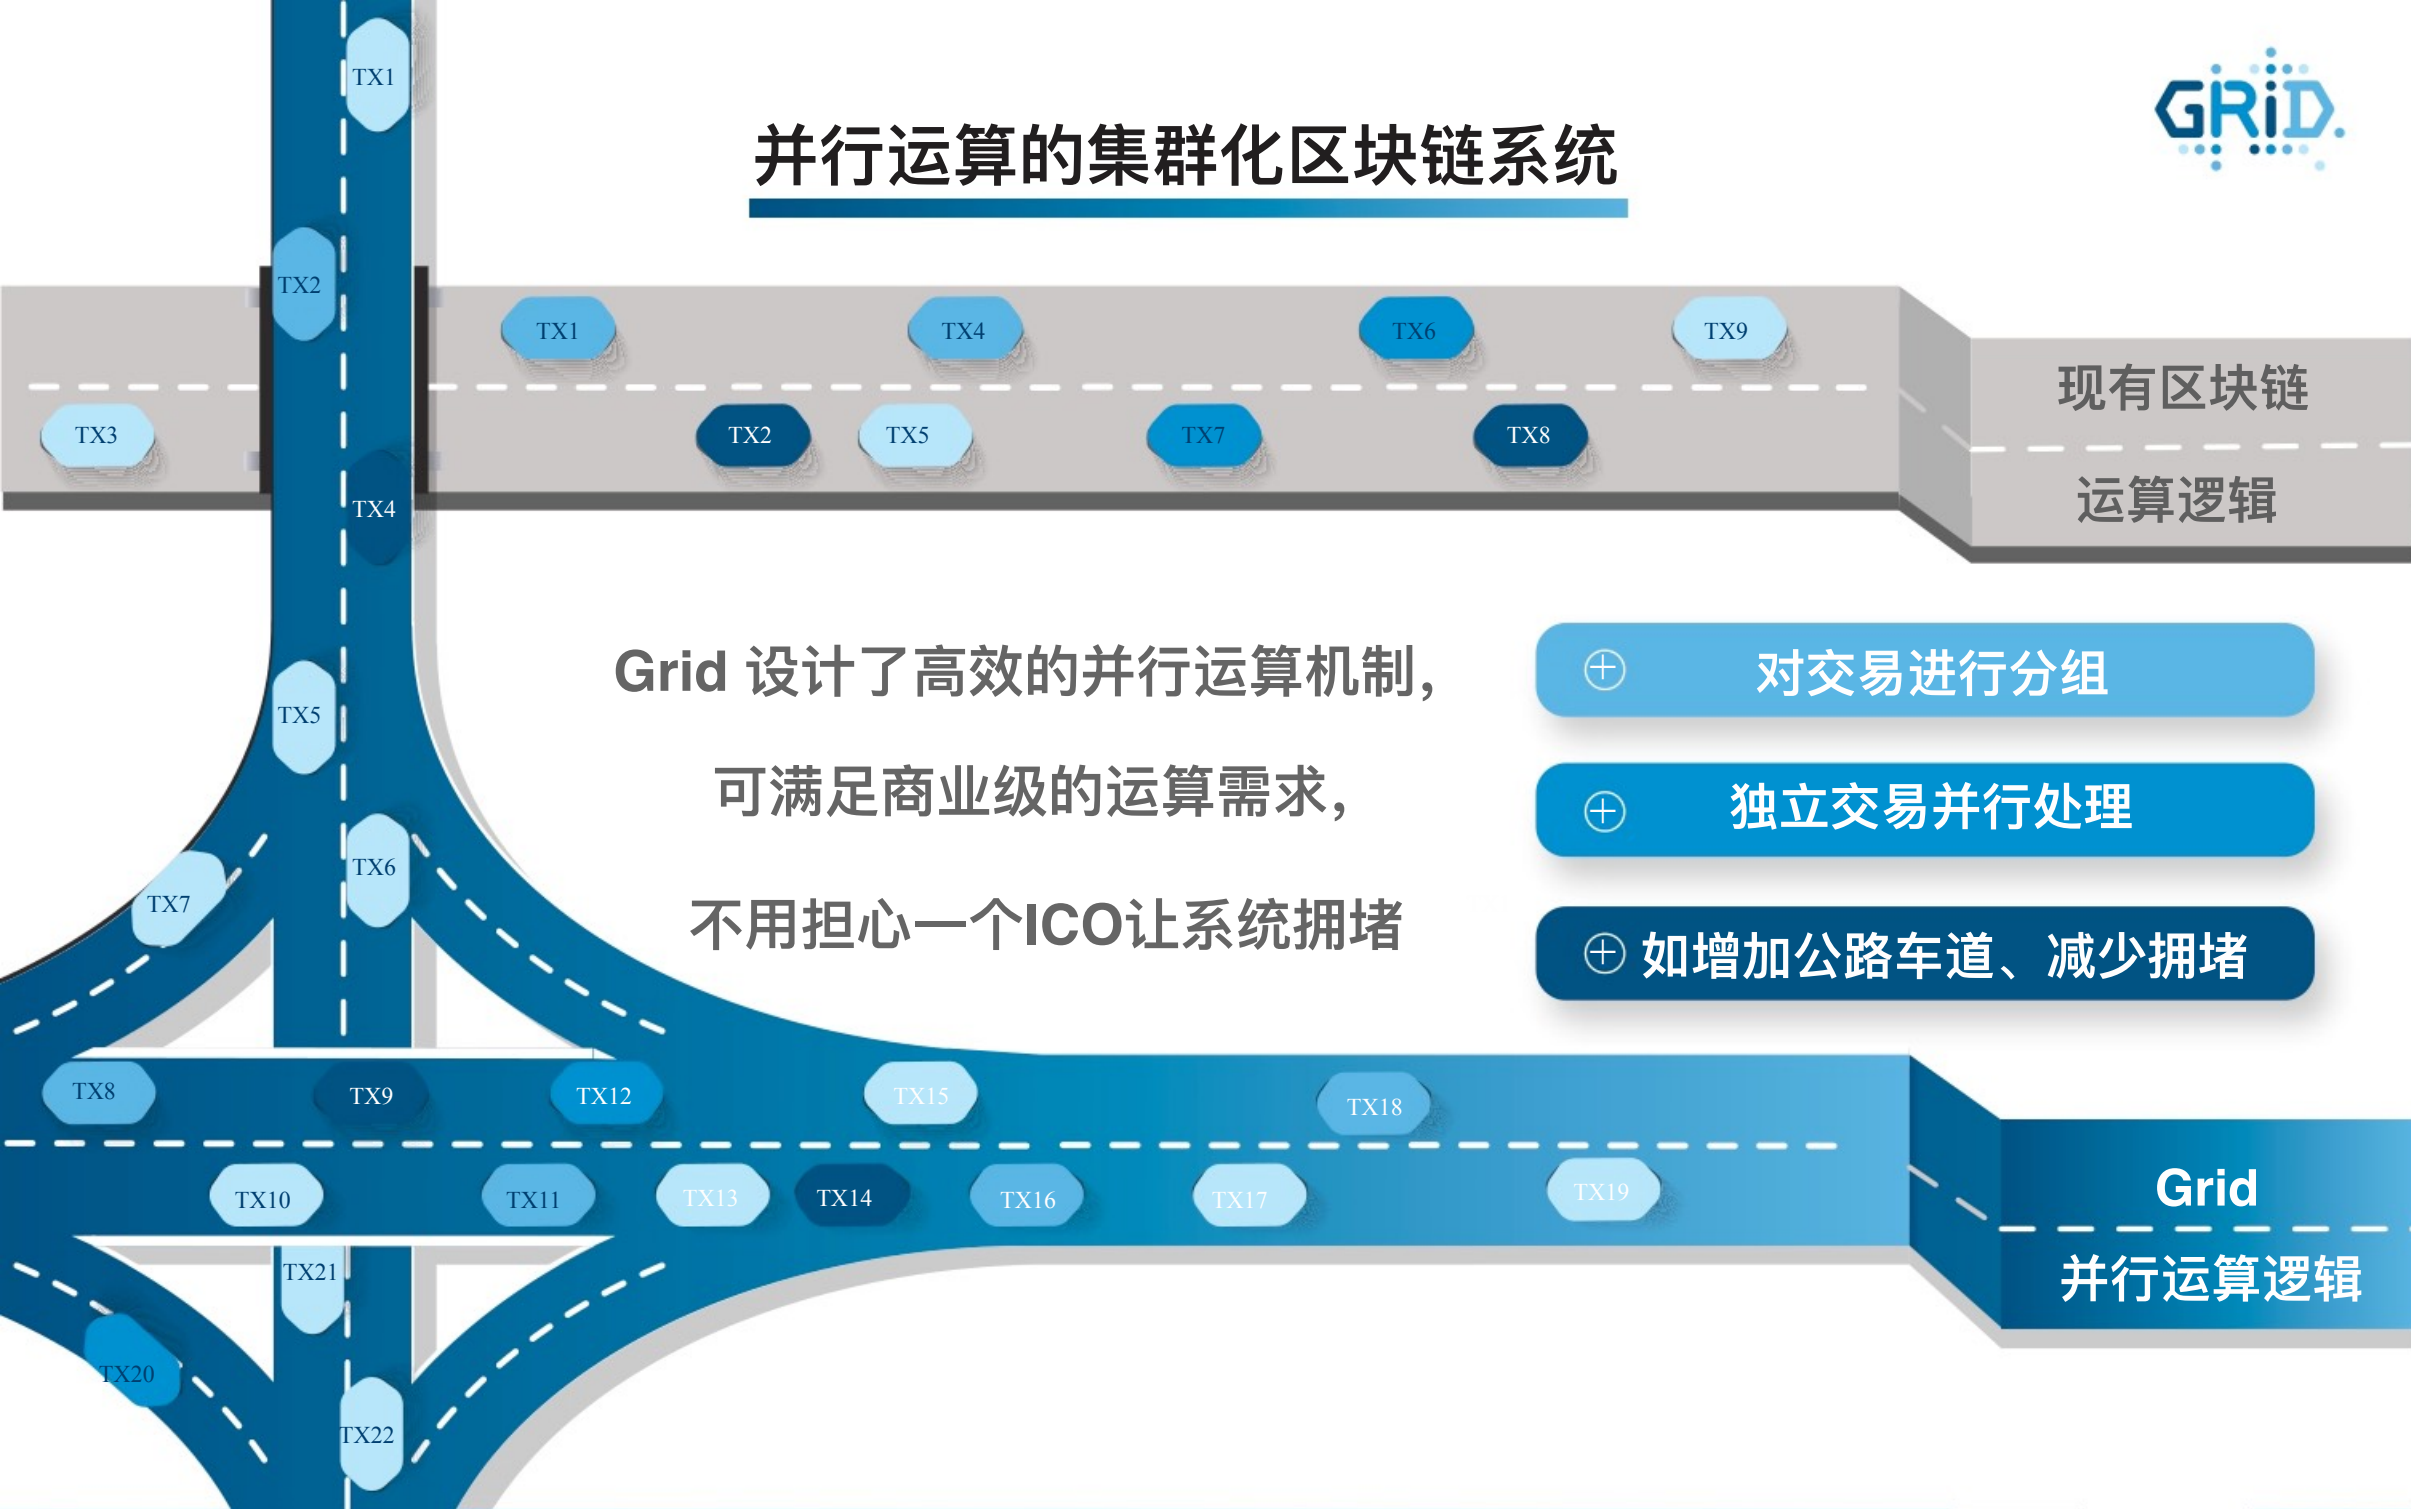 GRiD.
并行运算的集群化区块链系统
TX1
TX2
TX1
TX4
TX6
TX9
现有区块链
TX3
TX2
TX5
TX7
TX8
运算逻辑
TX4
Grid 设计了高效的并行运算机制,
可满足商业级的运算需求,
不用担心一个ICO让系统拥堵
对交易进行分组
独立交易并行处理
如增加公路车道、减少拥堵
TX5
TX6
TX7
TX8
TX9
TX12
TX15
TX18
TX10
TX11
TX13
TX14
TX16
TX17
TX19
Grid
并行运算逻辑
TX21
TX20
TX22